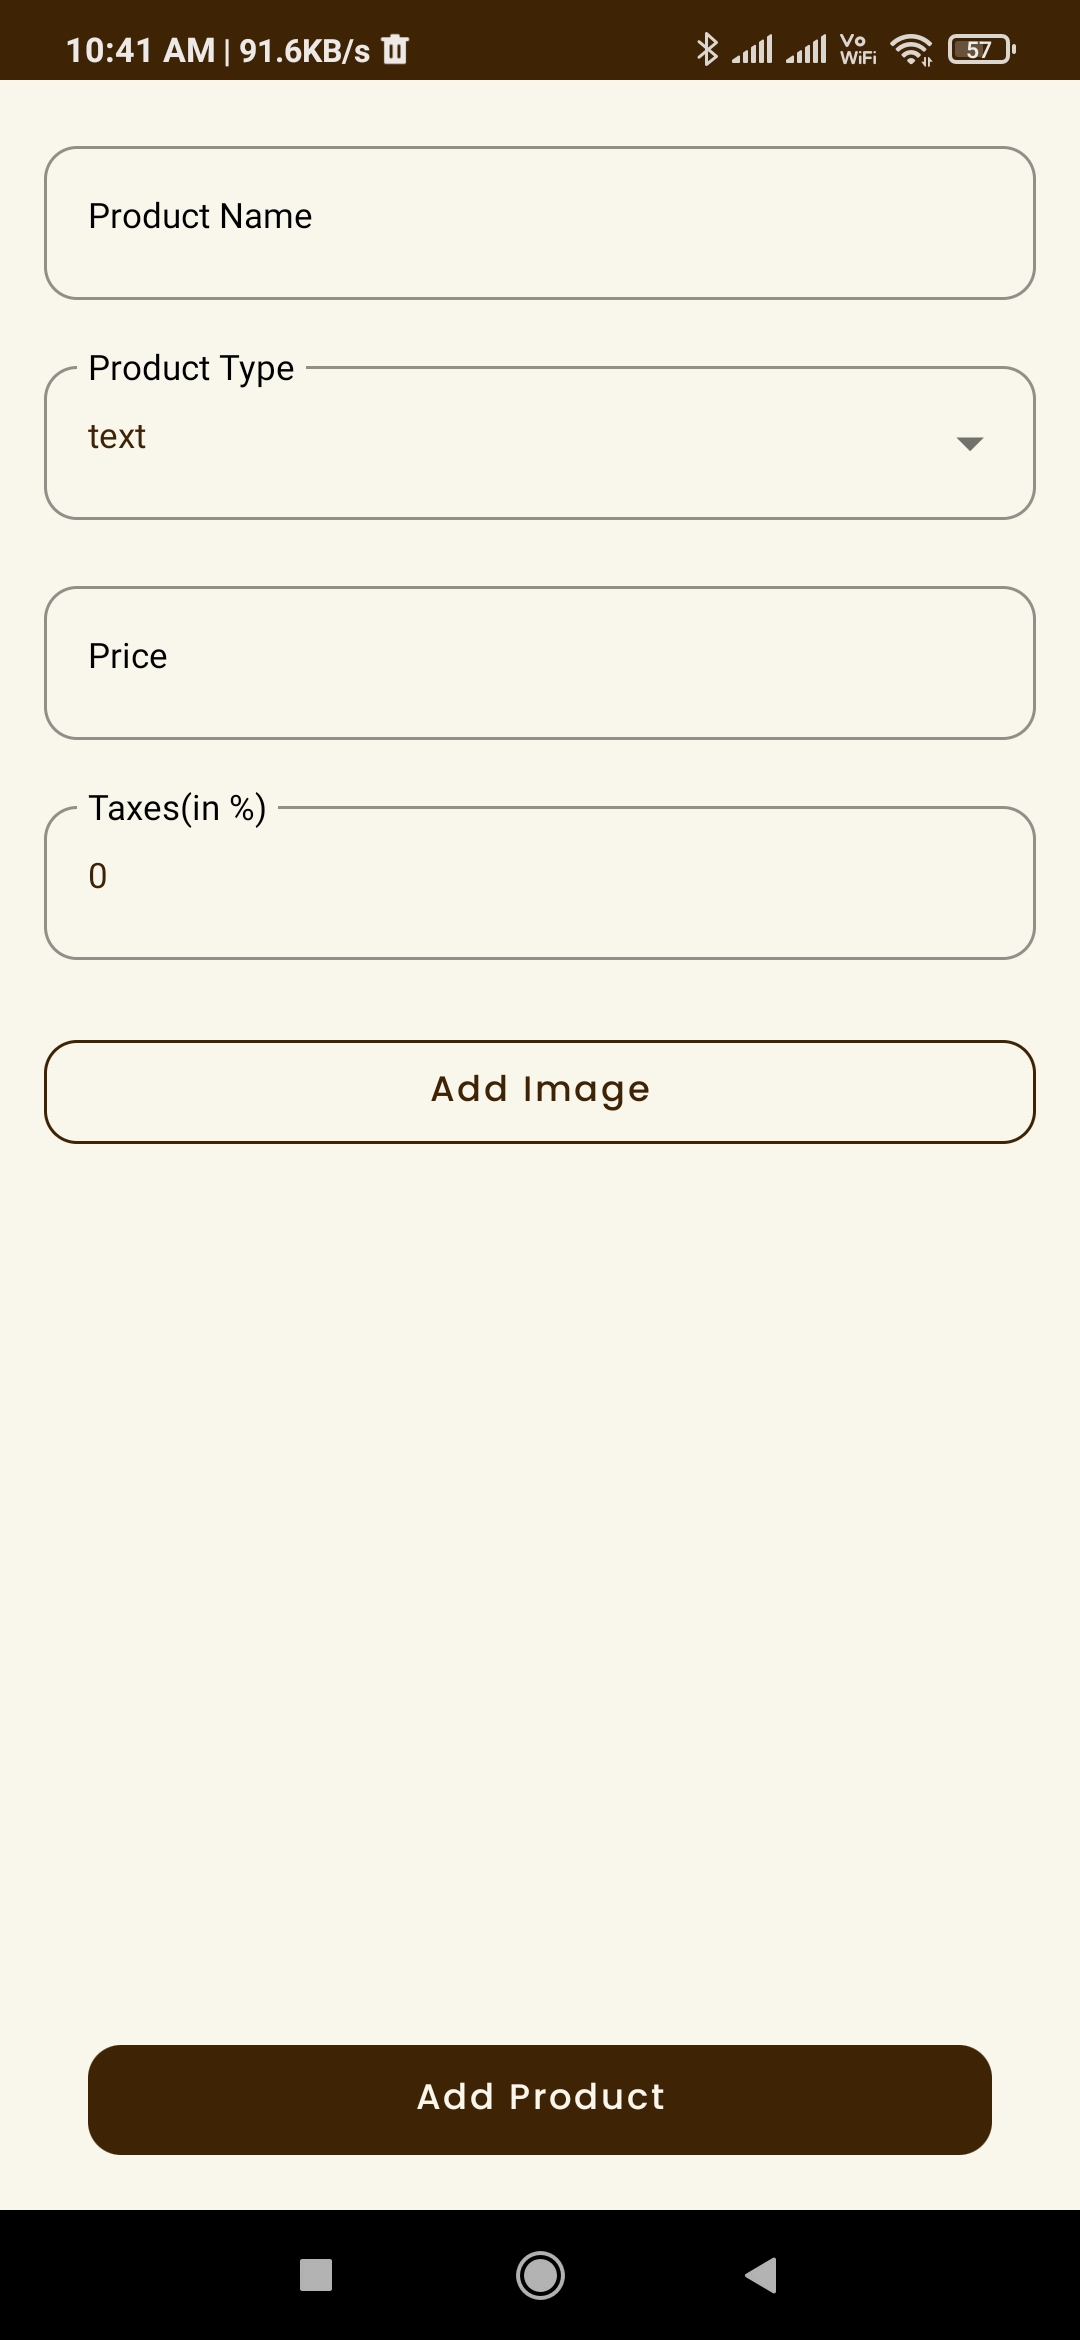 10:41 AM | 91.6KB/s Vo WiFi 57
Product Name
Product Type
text
Price
Taxes(in %)
0
Add Image
Add Product